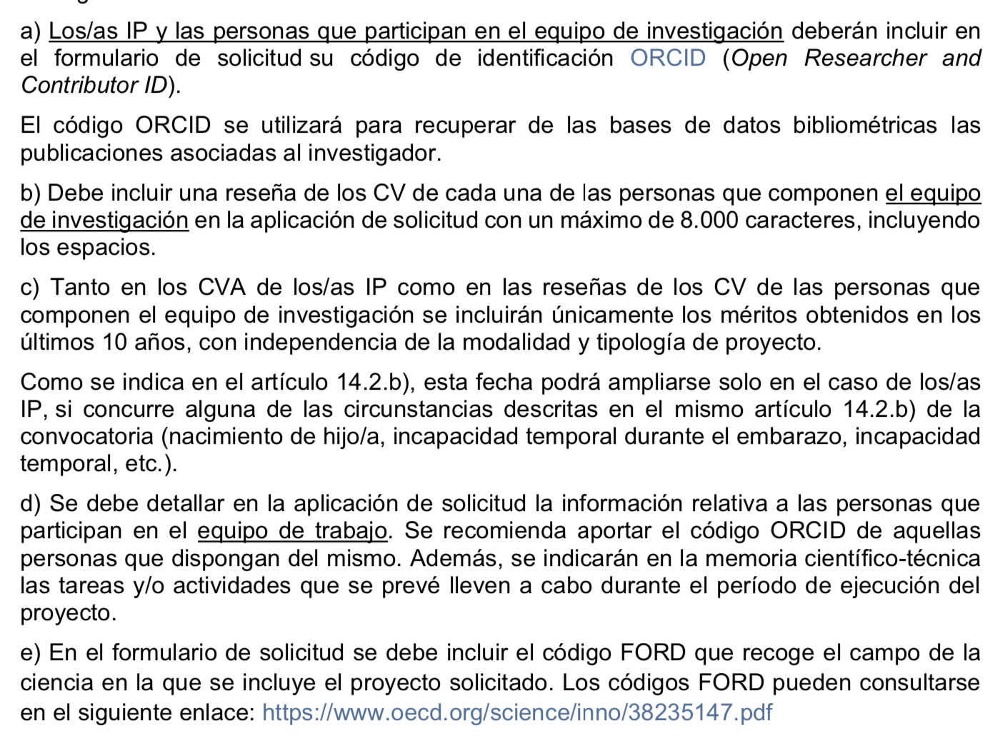 a) Los/as IP y las personas que participan en el equipo de investigación deberán incluir en
el formulario de solicitud su código de identificación ORCID (Open Researcher and
Contributor ID).
El código ORCID se utilizará para recuperar de las bases de datos bibliométricas las
publicaciones asociadas al investigador.
b) Debe incluir una reseña de los CV de cada una de las personas que componen el equipo
de investigación en la aplicación de solicitud con un máximo de 8.000 caracteres, incluyendo
los espacios.
c) Tanto en los CVA de los/as IP como en las reseñas de los CV de las personas que
componen el equipo de investigación se incluirán únicamente los méritos obtenidos en los
últimos 10 años, con independencia de la modalidad y tipología de proyecto.
Como se indica en el artículo 14.2.b), esta fecha podrá ampliarse solo en el caso de los/as
IP, si concurre alguna de las circunstancias descritas en el mismo artículo 14.2.b) de la
convocatoria (nacimiento de hijo/a, incapacidad temporal durante el embarazo, incapacidad
temporal, etc.).
d) Se debe detallar en la aplicación de solicitud la información relativa a las personas que
participan en el equipo de trabajo. Se recomienda aportar el código ORCID de aquellas
personas que dispongan del mismo. Además, se indicarán en la memoria científico-técnica
las tareas y/o actividades que se prevé lleven a cabo durante el período de ejecución del
proyecto.
e) En el formulario de solicitud se debe incluir el código FORD que recoge el campo de la
ciencia en la que se incluye el proyecto solicitado. Los códigos FORD pueden consultarse
en el siguiente enlace: https://www.oecd.org/science/inno/38235147.pdf